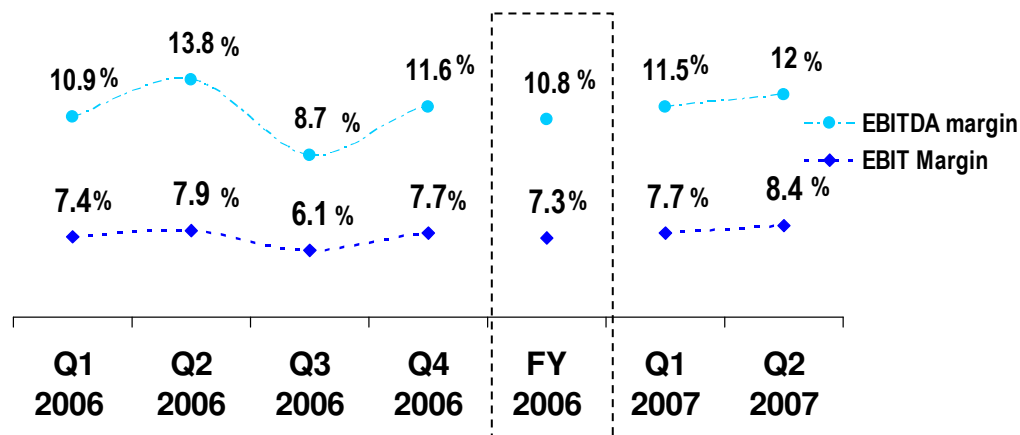 10.9 %
13.8 %
8.7 %
11.6 %
10.8 %
11.5 %
12 %
EBITDA margin
EBIT Margin
7.4 %
7.9 %
6.1 %
7.7 %
7.3 %
7.7 %
8.4 %
Q1 2006
Q2 2006
Q3 2006
Q4 2006
FY 2006
Q1 2007
Q2 2007